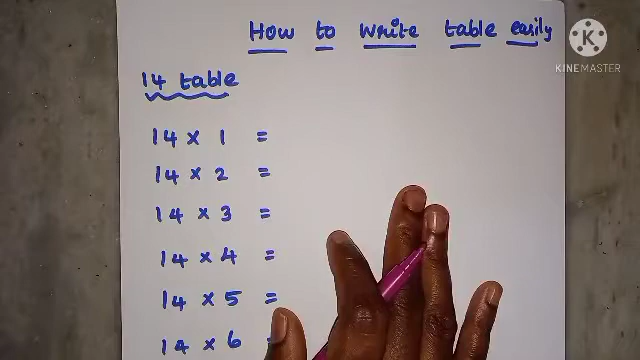 How to write table easily
K
KINEMASTER
14 table
14 × 1 =
14 × 2 =
14 × 3 =
14 × 4 =
14 × 5 =
14 × 6 =